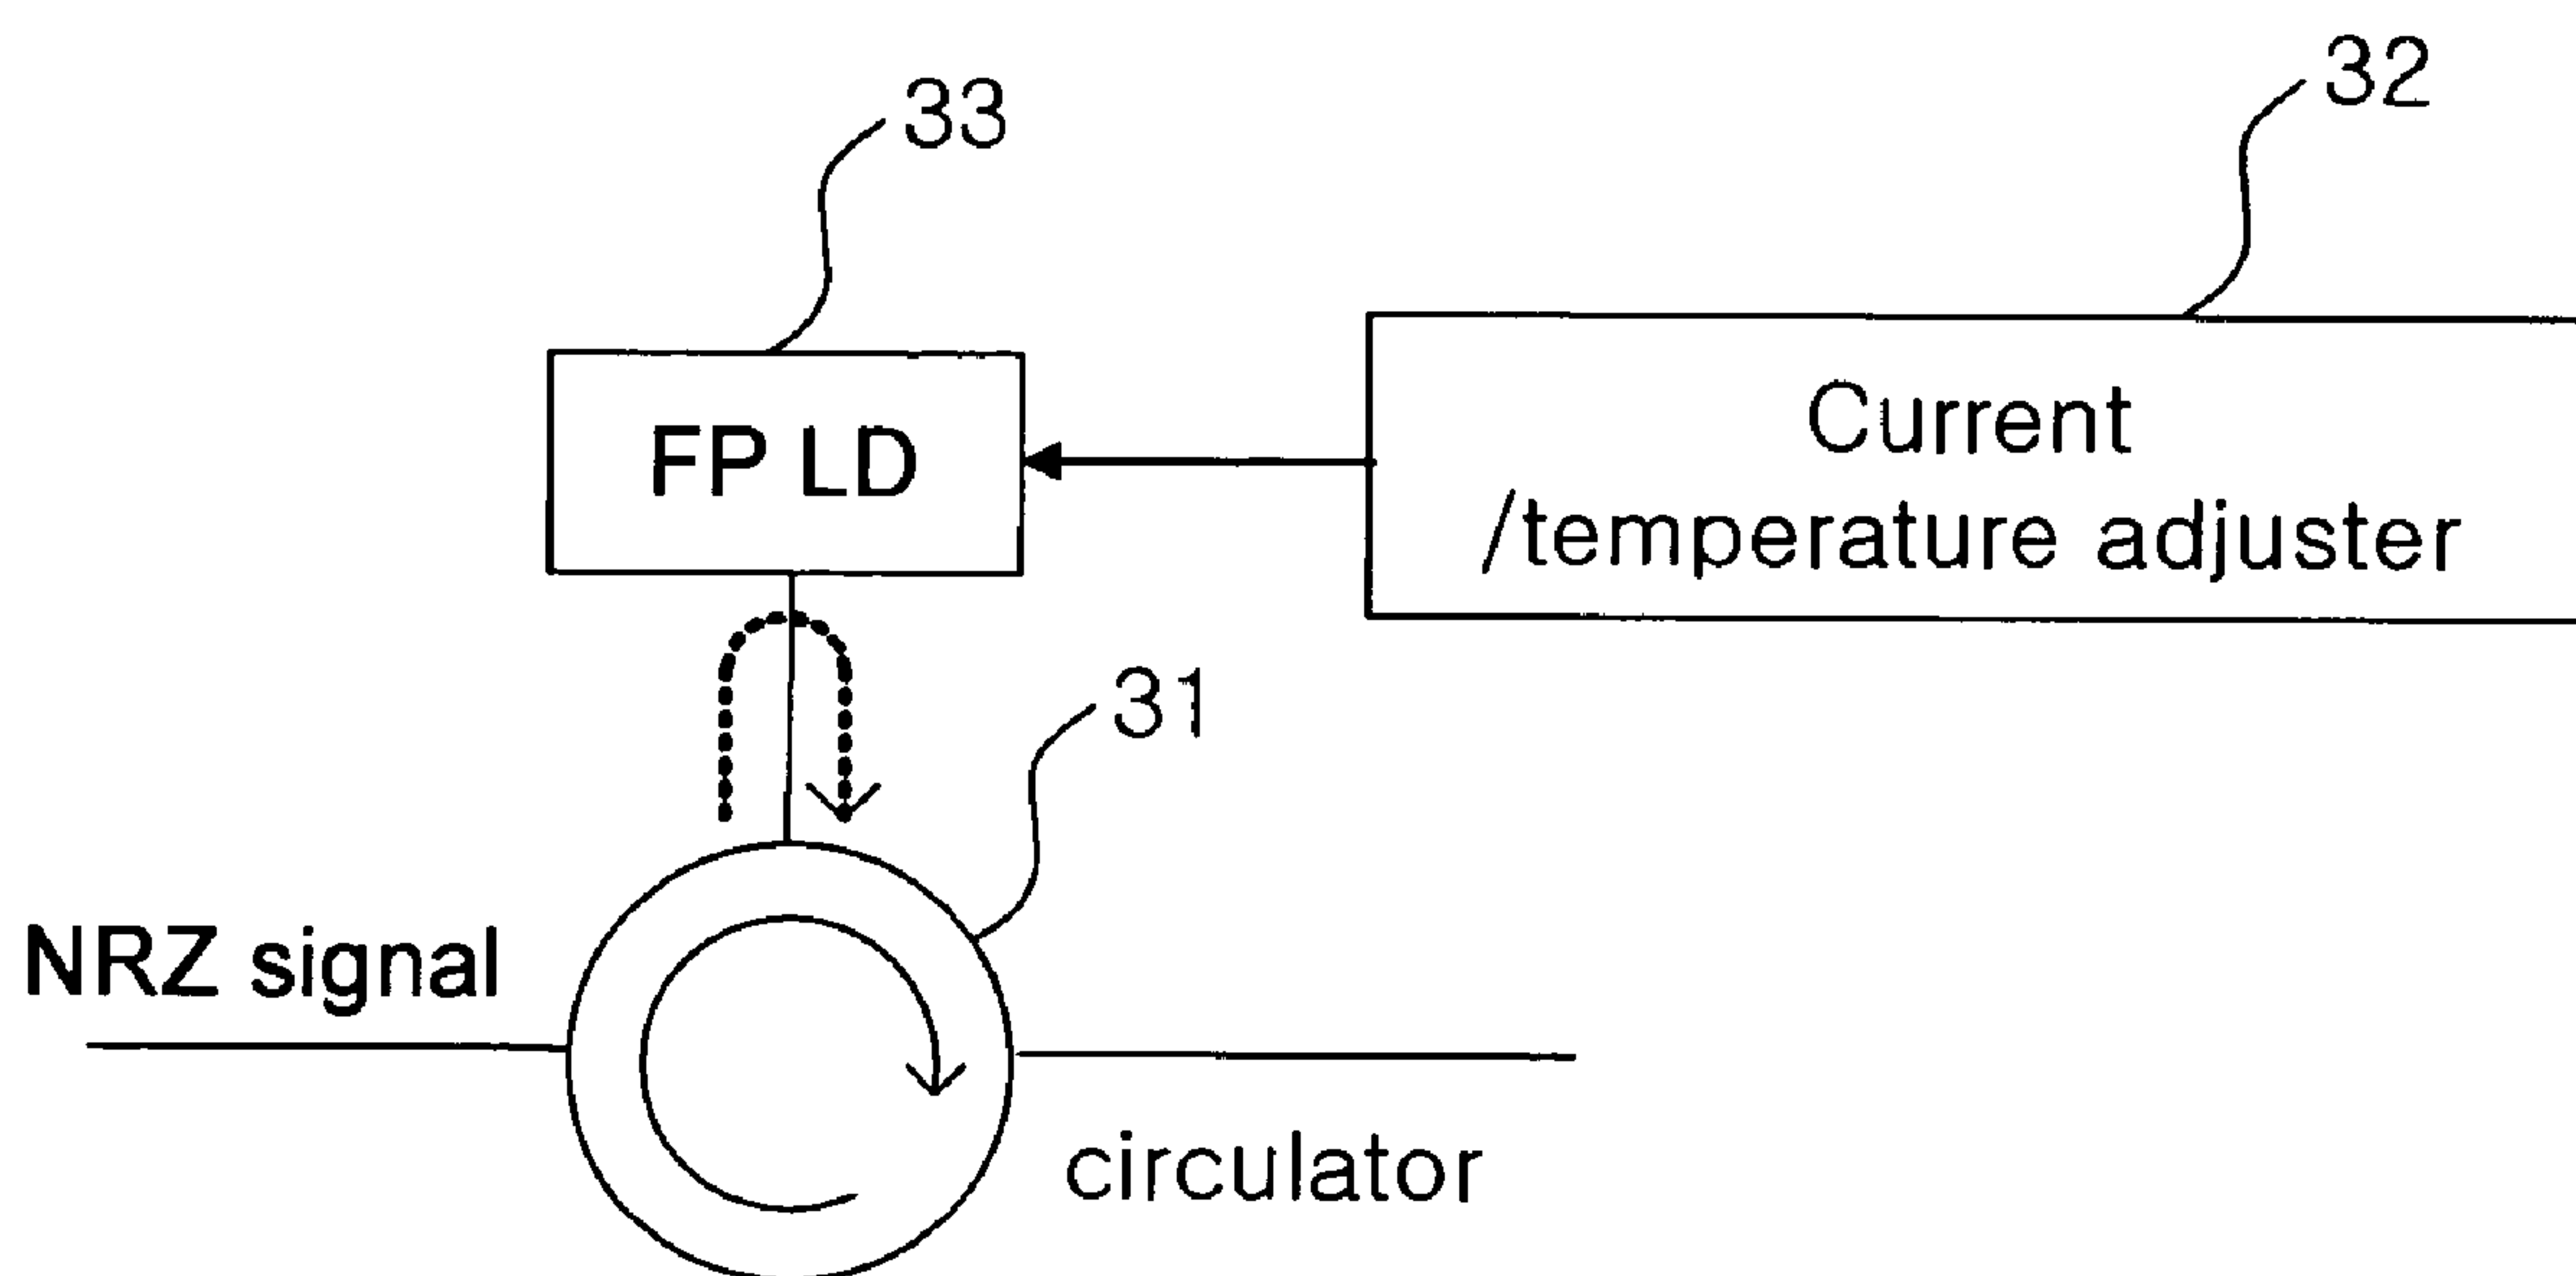 33
32
FP LD
Current
/temperature adjuster
31
NRZ signal
circulator